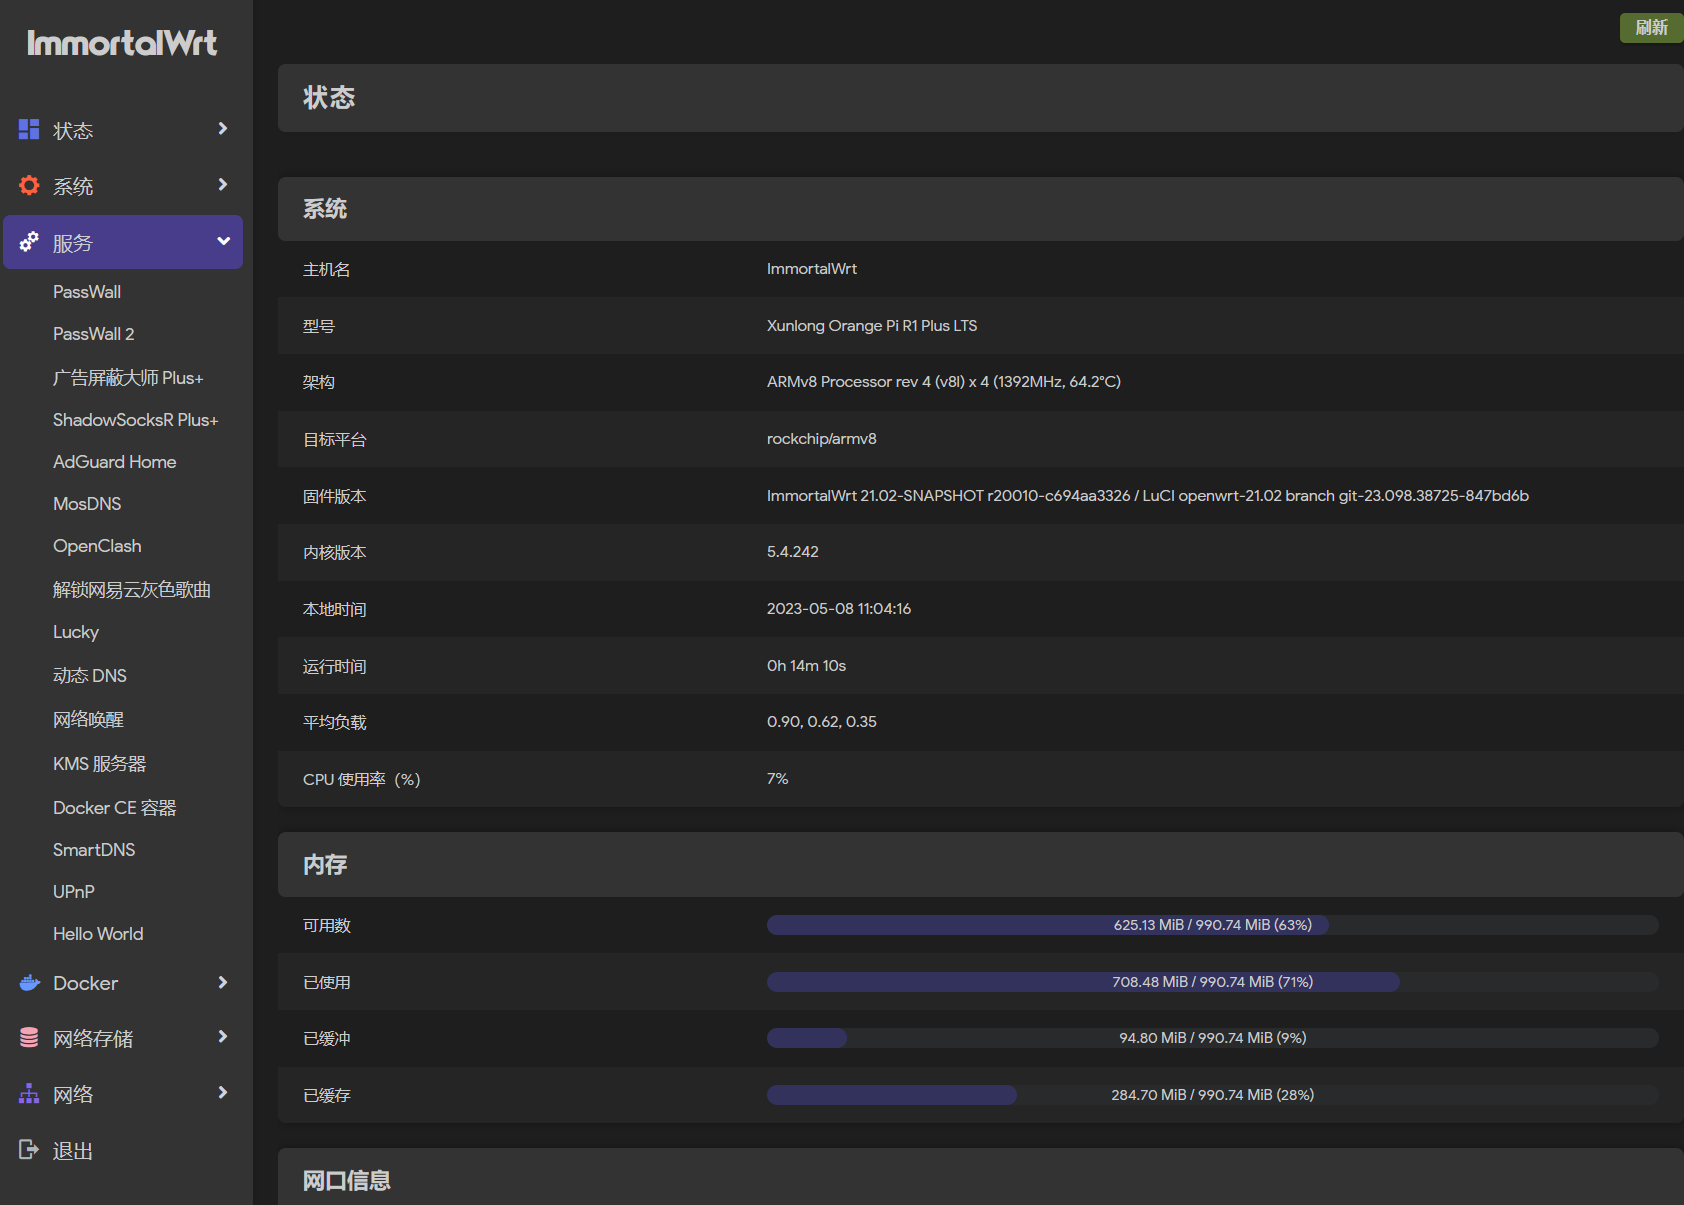 ImmortalWrt
状态
系统
服务
PassWall
PassWall 2
广告屏蔽大师 Plus+
ShadowSocksR Plus+
AdGuard Home
MosDNS
OpenClash
解锁网易云灰色歌曲
Lucky
动态 DNS
网络唤醒
KMS 服务器
Docker CE 容器
SmartDNS
UPnP
Hello World
Docker
网络存储
网络
退出
刷新
状态
系统
主机名 ImmortalWrt
型号 Xunlong Orange Pi R1 Plus LTS
架构 ARMv8 Processor rev 4 (v8l) x 4 (1392MHz, 64.2°C)
目标平台 rockchip/armv8
固件版本 ImmortalWrt 21.02-SNAPSHOT r20010-c694aa3326 / LuCI openwrt-21.02 branch git-23.098.38725-847bd6b
内核版本 5.4.242
本地时间 2023-05-08 11:04:16
运行时间 0h 14m 10s
平均负载 0.90, 0.62, 0.35
CPU 使用率（%） 7%
内存
可用数 625.13 MiB / 990.74 MiB (63%)
已使用 708.48 MiB / 990.74 MiB (71%)
已缓冲 94.80 MiB / 990.74 MiB (9%)
已缓存 284.70 MiB / 990.74 MiB (28%)
网口信息